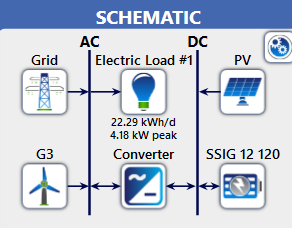 SCHEMATIC
AC DC
Grid Electric Load #1 PV
22.29 kWh/d
4.18 kW peak
G3 Converter SSIG 12 120